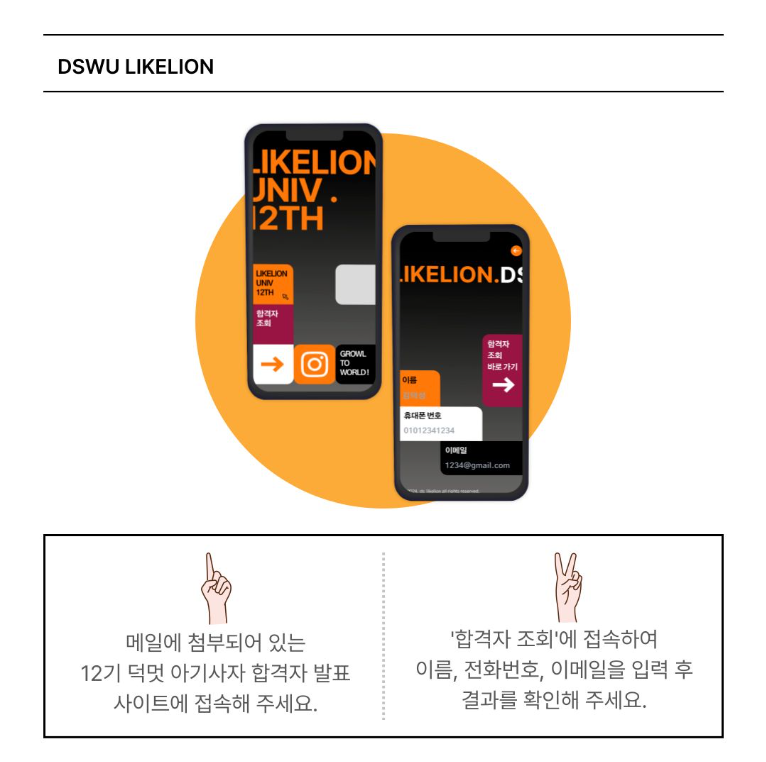 DSWU LIKELION
LIKELION
UNIV .
12TH
LIKELION
UNIV
12TH
합격자
조회
GROWL
TO
WORLD!
LIKELION.DS
합격자
조회
바로 가기
이름
휴대폰 번호
01012341234
이메일
1234@gmail.com
메일에 첨부되어 있는
12기 덕멋 아기사자 합격자 발표
사이트에 접속해 주세요.
'합격자 조회'에 접속하여
이름, 전화번호, 이메일을 입력 후
결과를 확인해 주세요.